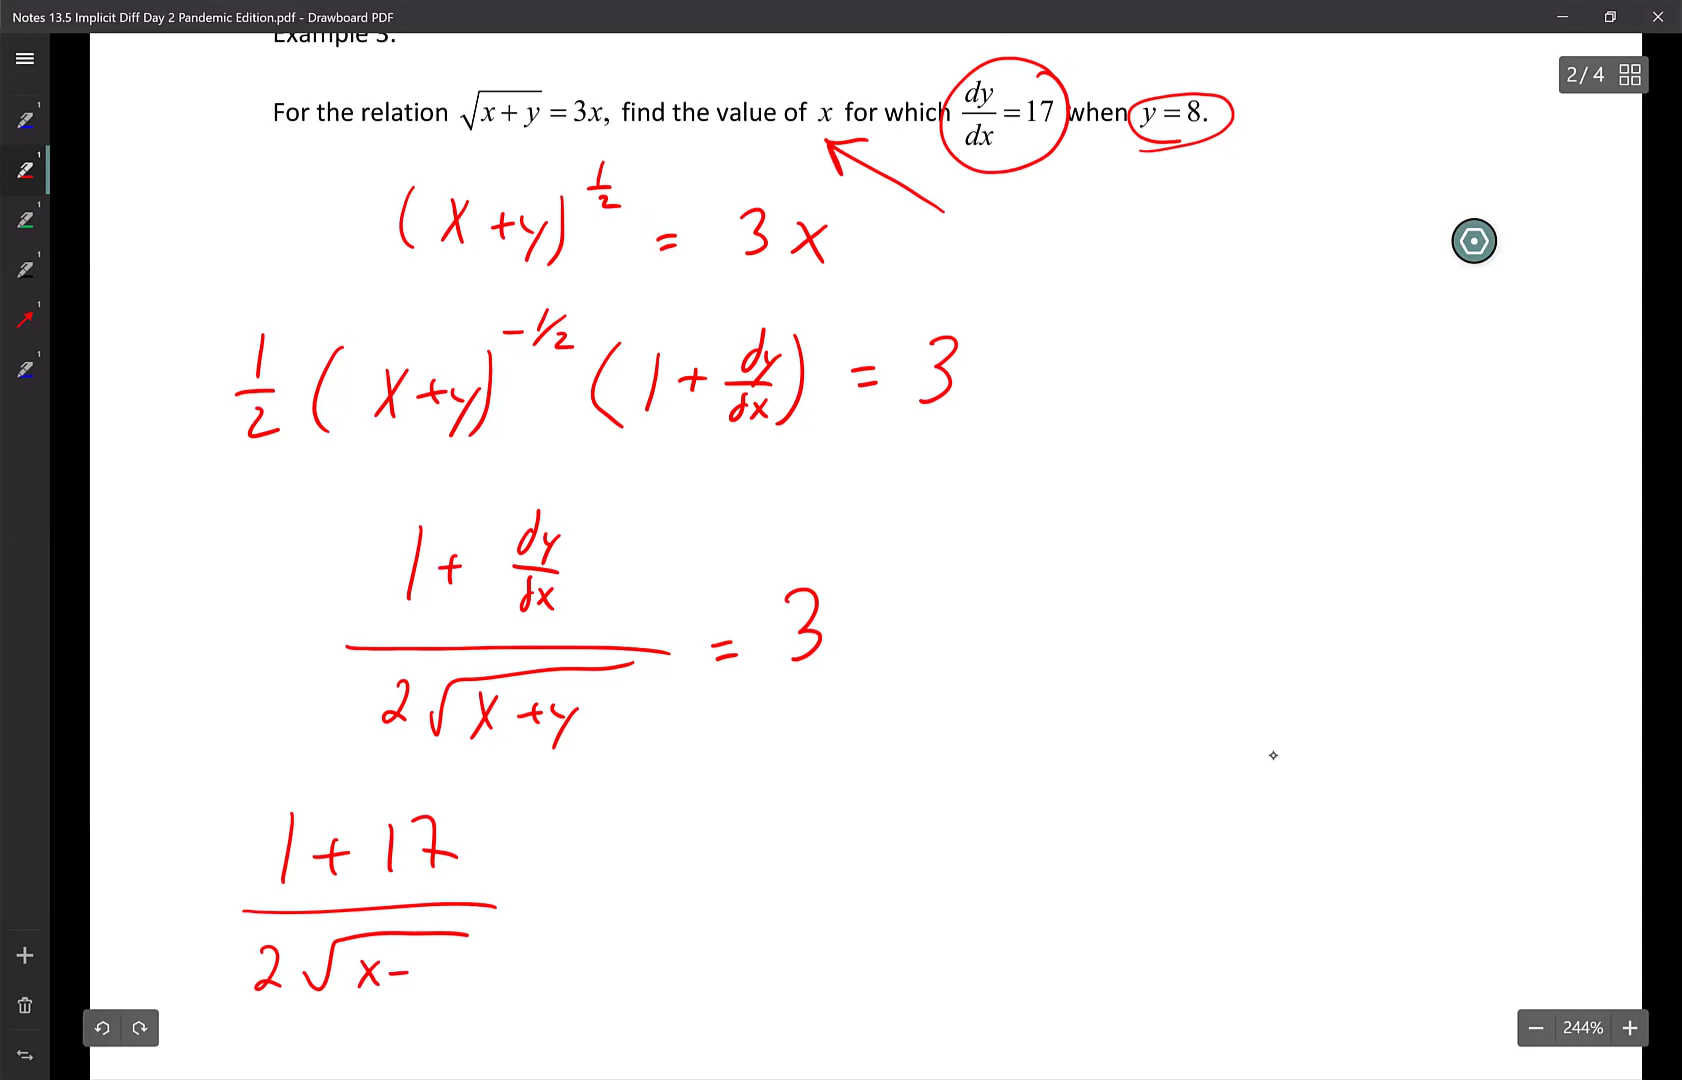 Notes 13.5 Implicit Diff Day 2 Pandemic Edition.pdf - Drawboard PDF
Example 3:
2 / 4
For the relation √(x + y) = 3x, find the value of x for which dy/dx = 17 when y = 8.
(x + y)^(1/2) = 3x
1/2 (x + y)^(-1/2) (1 + dy/dx) = 3
(1 + dy/dx) / (2√(x + y)) = 3
(1 + 17) / (2√(x -
244%